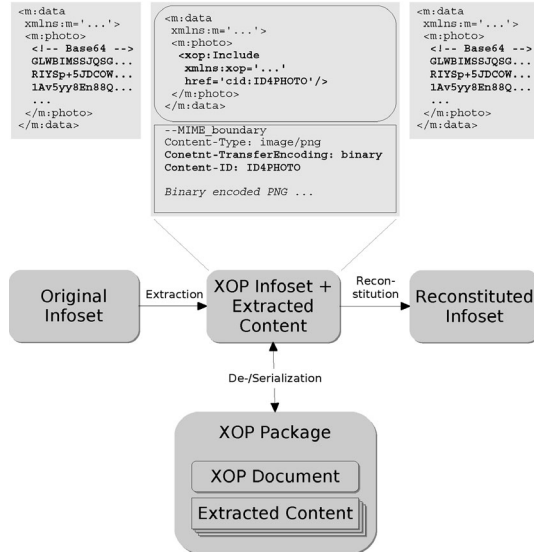 <m:data
xmlns:m='...'>
<m:photo>
<!-- Base64 -->
GLWBIMSSJQSG...
RIYSp+5JDCOW...
1Av5yy8En88Q...
...
</m:photo>
</m:data>
<m:data
xmlns:m='...'>
<m:photo>
<xop:Include
xmlns:xop='...'
href='cid:ID4PHOTO'/>
</m:photo>
</m:data>
--MIME_boundary
Content-Type: image/png
Conetnt-TransferEncoding: binary
Content-ID: ID4PHOTO
Binary encoded PNG ...
<m:data
xmlns:m='...'>
<m:photo>
<!-- Base64 -->
GLWBIMSSJQSG...
RIYSp+5JDCOW...
1Av5yy8En88Q...
...
</m:photo>
</m:data>
Original
Infoset
Extraction
XOP Infoset +
Extracted
Content
Recon-
stitution
Reconstituted
Infoset
De-/Serialization
XOP Package
XOP Document
Extracted Content